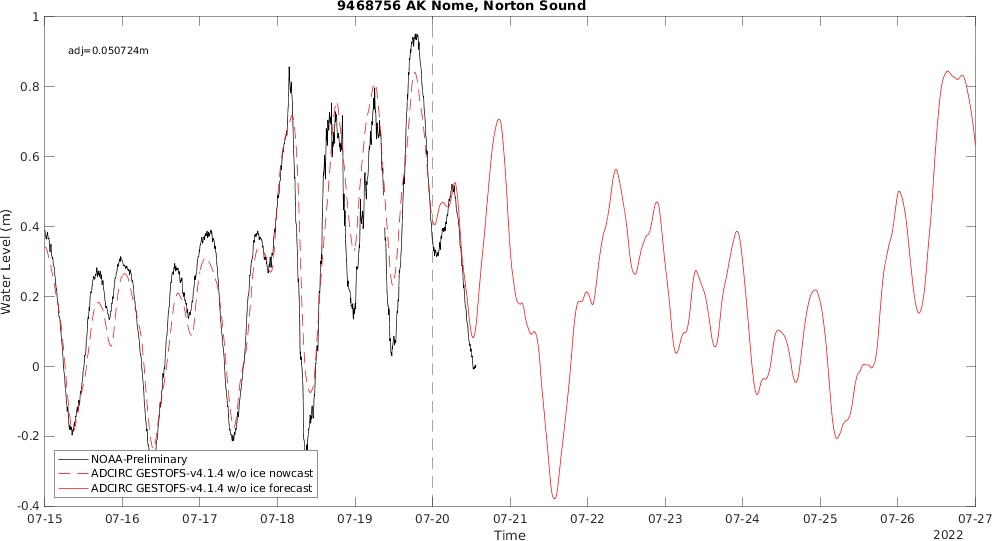 9468756 AK Nome, Norton Sound
1
adj=0.050724m
0.8
0.6
0.4
0.2
0
-0.2
-0.4
Water Level (m)
NOAA-Preliminary
ADCIRC GESTOFS-v4.1.4 w/o ice nowcast
ADCIRC GESTOFS-v4.1.4 w/o ice forecast
07-15 07-16 07-17 07-18 07-19 07-20 07-21 07-22 07-23 07-24 07-25 07-26 07-27
Time
2022